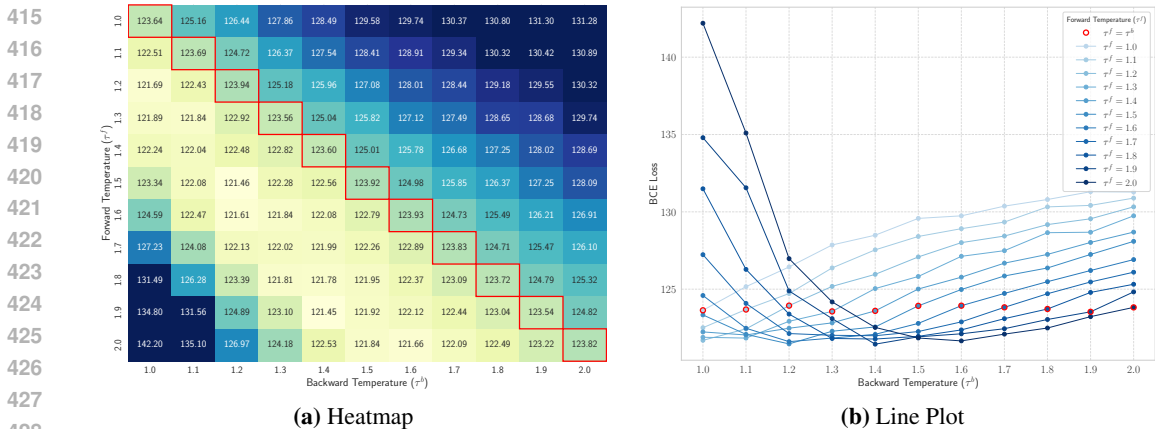 415
416
417
418
419
420
421
422
423
424
425
426
427
Forward Temperature (τ^f)
1.0 123.64 125.16 126.44 127.86 128.49 129.58 129.74 130.37 130.80 131.30 131.28
1.1 122.51 123.69 124.72 126.37 127.54 128.41 128.91 129.34 130.32 130.42 130.89
1.2 121.69 122.43 123.94 125.18 125.96 127.08 128.01 128.44 129.18 129.55 130.32
1.3 121.89 121.84 122.92 123.56 125.04 125.82 127.12 127.49 128.65 128.68 129.74
1.4 122.24 122.04 122.48 122.82 123.60 125.01 125.78 126.68 127.25 128.02 128.69
1.5 123.34 122.08 121.46 122.28 122.56 123.92 124.98 125.85 126.37 127.25 128.09
1.6 124.59 122.47 121.61 121.84 122.08 122.79 123.93 124.73 125.49 126.21 126.91
1.7 127.23 124.08 122.13 122.02 121.99 122.26 122.89 123.83 124.71 125.47 126.10
1.8 131.49 126.28 123.39 121.81 121.78 121.95 122.37 123.09 123.72 124.79 125.32
1.9 134.80 131.56 124.89 123.10 121.45 121.92 122.12 122.44 123.04 123.54 124.82
2.0 142.20 135.10 126.97 124.18 122.53 121.84 121.66 122.09 122.49 123.22 123.82
1.0 1.1 1.2 1.3 1.4 1.5 1.6 1.7 1.8 1.9 2.0
Backward Temperature (τ^b)
(a) Heatmap
BCE Loss
140
135
130
125
1.0 1.1 1.2 1.3 1.4 1.5 1.6 1.7 1.8 1.9 2.0
Backward Temperature (τ^b)
Forward Temperature (τ^f)
τ^f = τ^b
τ^f = 1.0
τ^f = 1.1
τ^f = 1.2
τ^f = 1.3
τ^f = 1.4
τ^f = 1.5
τ^f = 1.6
τ^f = 1.7
τ^f = 1.8
τ^f = 1.9
τ^f = 2.0
(b) Line Plot